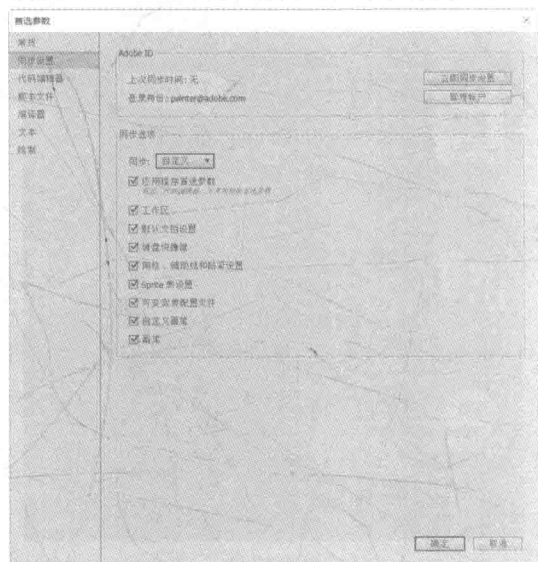 首选参数
常规
同步设置
代码编辑器
脚本文件
编译器
文本
绘制
Adobe ID
上次同步时间：无
登录身份：painter@adobe.com
立即同步设置
管理帐户
同步选项
同步： 自定义
应用程序首选参数
工作区
默认文档设置
键盘快捷键
网格、辅助线和贴紧设置
Sprite 表设置
可变宽度配置文件
自定义画笔
画笔
确定
取消